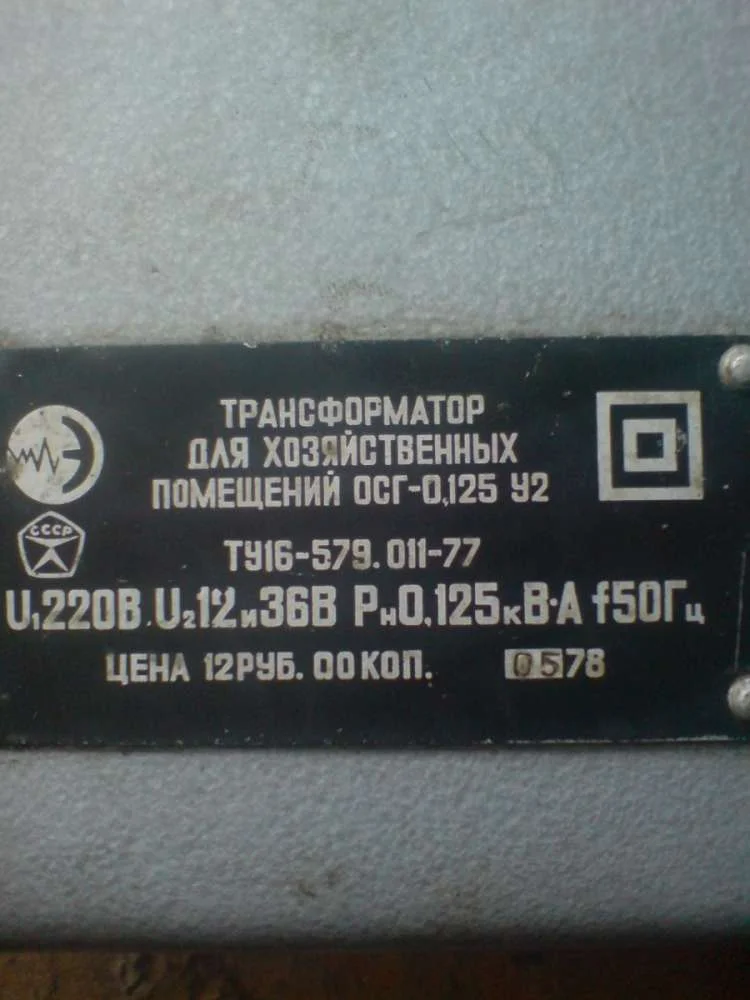 ТРАНСФОРМАТОР
ДЛЯ ХОЗЯЙСТВЕННЫХ
ПОМЕЩЕНИЙ ОСГ-0,125 У2
СССР
ТУ16-579.011-77
U₁220В.U₂12и36В Pн0,125кВ·А f50Гц
ЦЕНА 12РУБ. 00КОП. 0578